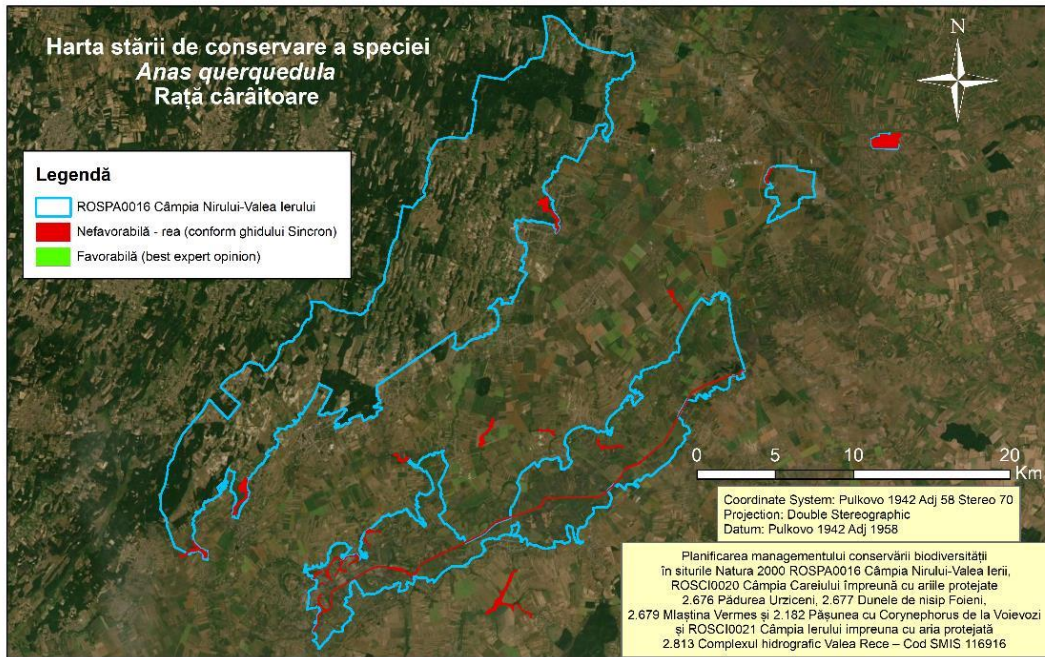 Harta stării de conservare a speciei
Anas querquedula
Rață cârâitoare
N
Legendă
ROSPA0016 Câmpia Nirului-Valea Ierului
Nefavorabilă - rea (conform ghidului Sincron)
Favorabilă (best expert opinion)
0 5 10 20
Km
Coordinate System: Pulkovo 1942 Adj 58 Stereo 70
Projection: Double Stereographic
Datum: Pulkovo 1942 Adj 1958
Planificarea managementului conservării biodiversității
în siturile Natura 2000 ROSPA0016 Câmpia Nirului-Valea Ierii,
ROSCI0020 Câmpia Careiului împreună cu ariile protejate
2.676 Pădurea Urziceni, 2.677 Dunele de nisip Foieni,
2.679 Mlaștina Vermes și 2.182 Pășunea cu Corynephorus de la Voievozi
și ROSCI0021 Câmpia Ierului impreuna cu aria protejată
2.813 Complexul hidrografic Valea Rece – Cod SMIS 116916